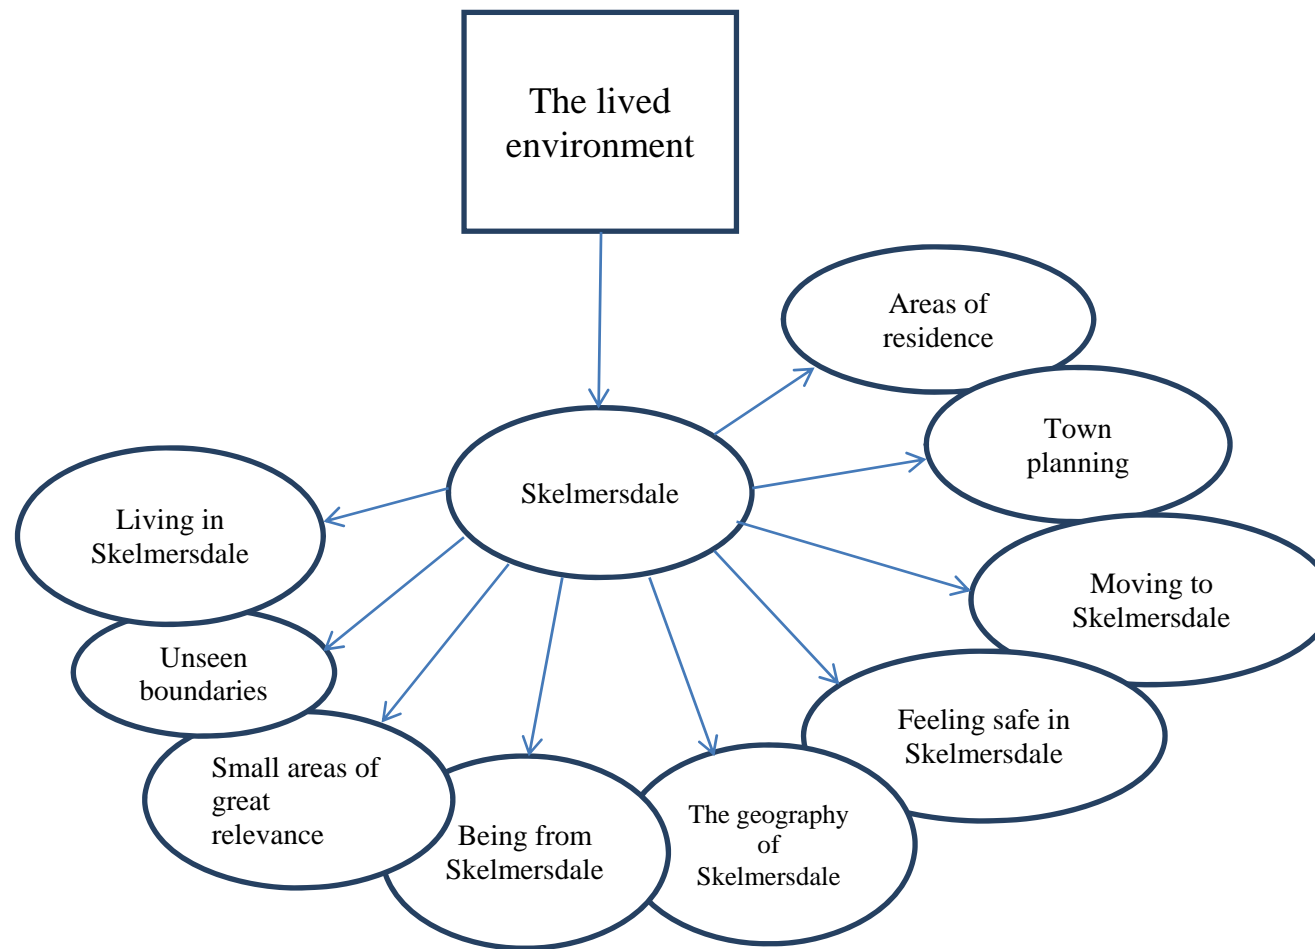 The lived
environment
Areas of
residence
Town
planning
Skelmersdale
Living in
Skelmersdale
Moving to
Skelmersdale
Unseen
boundaries
Feeling safe in
Skelmersdale
Small areas of
great
relevance
Being from
Skelmersdale
The geography
of
Skelmersdale